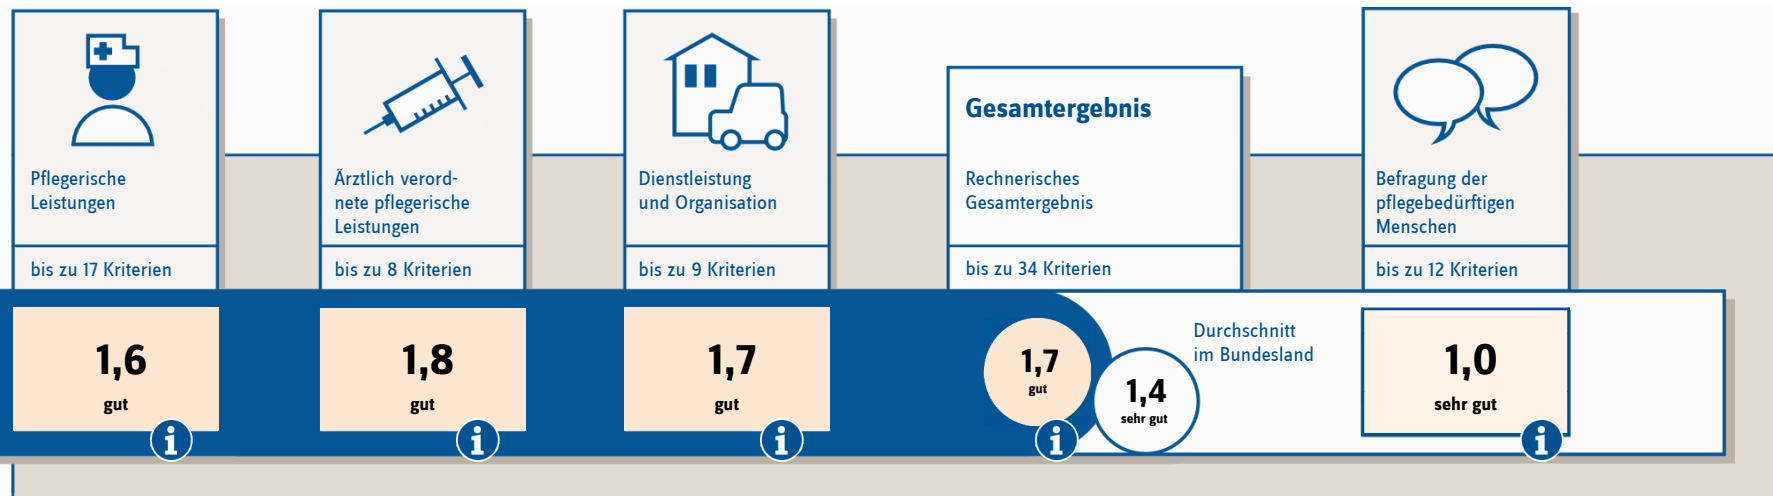 Pflegerische
Leistungen
bis zu 17 Kriterien
1,6
gut
i
Ärztlich verord-
nete pflegerische
Leistungen
bis zu 8 Kriterien
1,8
gut
i
Dienstleistung
und Organisation
bis zu 9 Kriterien
1,7
gut
i
Gesamtergebnis
Rechnerisches
Gesamtergebnis
bis zu 34 Kriterien
1,7
gut
i
Durchschnitt
im Bundesland
1,4
sehr gut
Befragung der
pflegebedürftigen
Menschen
bis zu 12 Kriterien
1,0
sehr gut
i